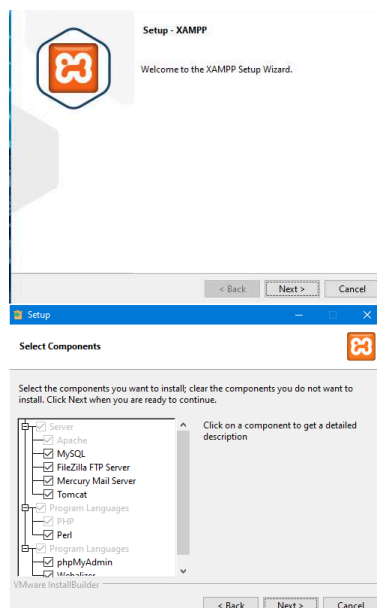 Setup - XAMPP
Welcome to the XAMPP Setup Wizard.
< Back Next > Cancel
Setup
Select Components
Select the components you want to install; clear the components you do not want to
install. Click Next when you are ready to continue.
Server
Apache
MySQL
FileZilla FTP Server
Mercury Mail Server
Tomcat
Program Languages
PHP
Perl
Program Languages
phpMyAdmin
Webalizer
Click on a component to get a detailed
description
VMware InstallBuilder
< Back Next > Cancel